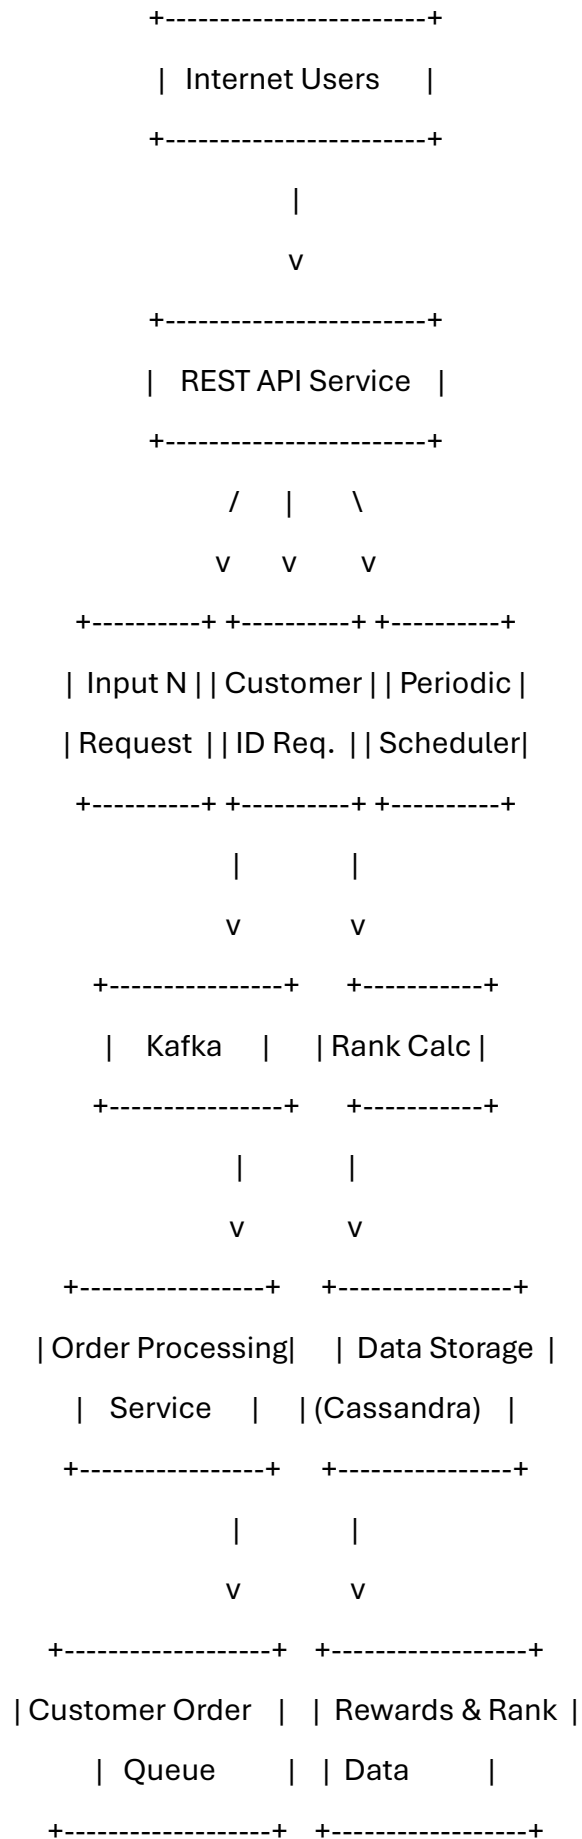 +------------------------+
|   Internet Users      |
+------------------------+
|
v
+------------------------+
|   REST API Service   |
+------------------------+
/      |       \
v      v       v
+----------+ +----------+ +----------+
|  Input N | | Customer | | Periodic |
| Request  | | ID Req.  | | Scheduler|
+----------+ +----------+ +----------+
|              |
v              v
+----------------+      +-----------+
|    Kafka     |      | Rank Calc |
+----------------+      +-----------+
|             |
v             v
+-----------------+     +----------------+
| Order Processing|     |  Data Storage  |
|   Service     |     | (Cassandra)   |
+-----------------+     +----------------+
|              |
v              v
+-------------------+   +------------------+
| Customer Order   |   |  Rewards & Rank  |
|   Queue         |   |  Data          |
+-------------------+   +------------------+